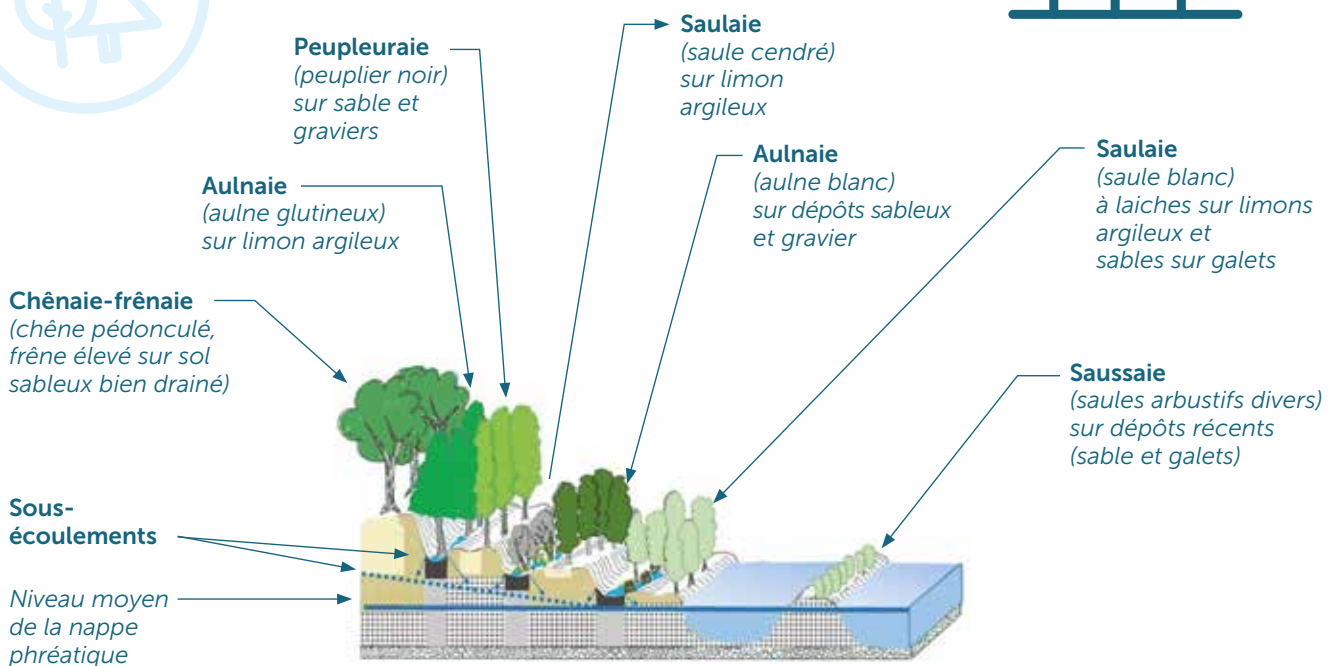 Saulaie
(saule cendré)
sur limon
argileux
Peupleuraie
(peuplier noir)
sur sable et
graviers
Aulnaie
(aulne blanc)
sur dépôts sableux
et gravier
Saulaie
(saule blanc)
à laiches sur limons
argileux et
sables sur galets
Aulnaie
(aulne glutineux)
sur limon argileux
Chênaie-frênaie
(chêne pédonculé,
frêne élevé sur sol
sableux bien drainé)
Saussaie
(saules arbustifs divers)
sur dépôts récents
(sable et galets)
Sous-
écoulements
Niveau moyen
de la nappe
phréatique